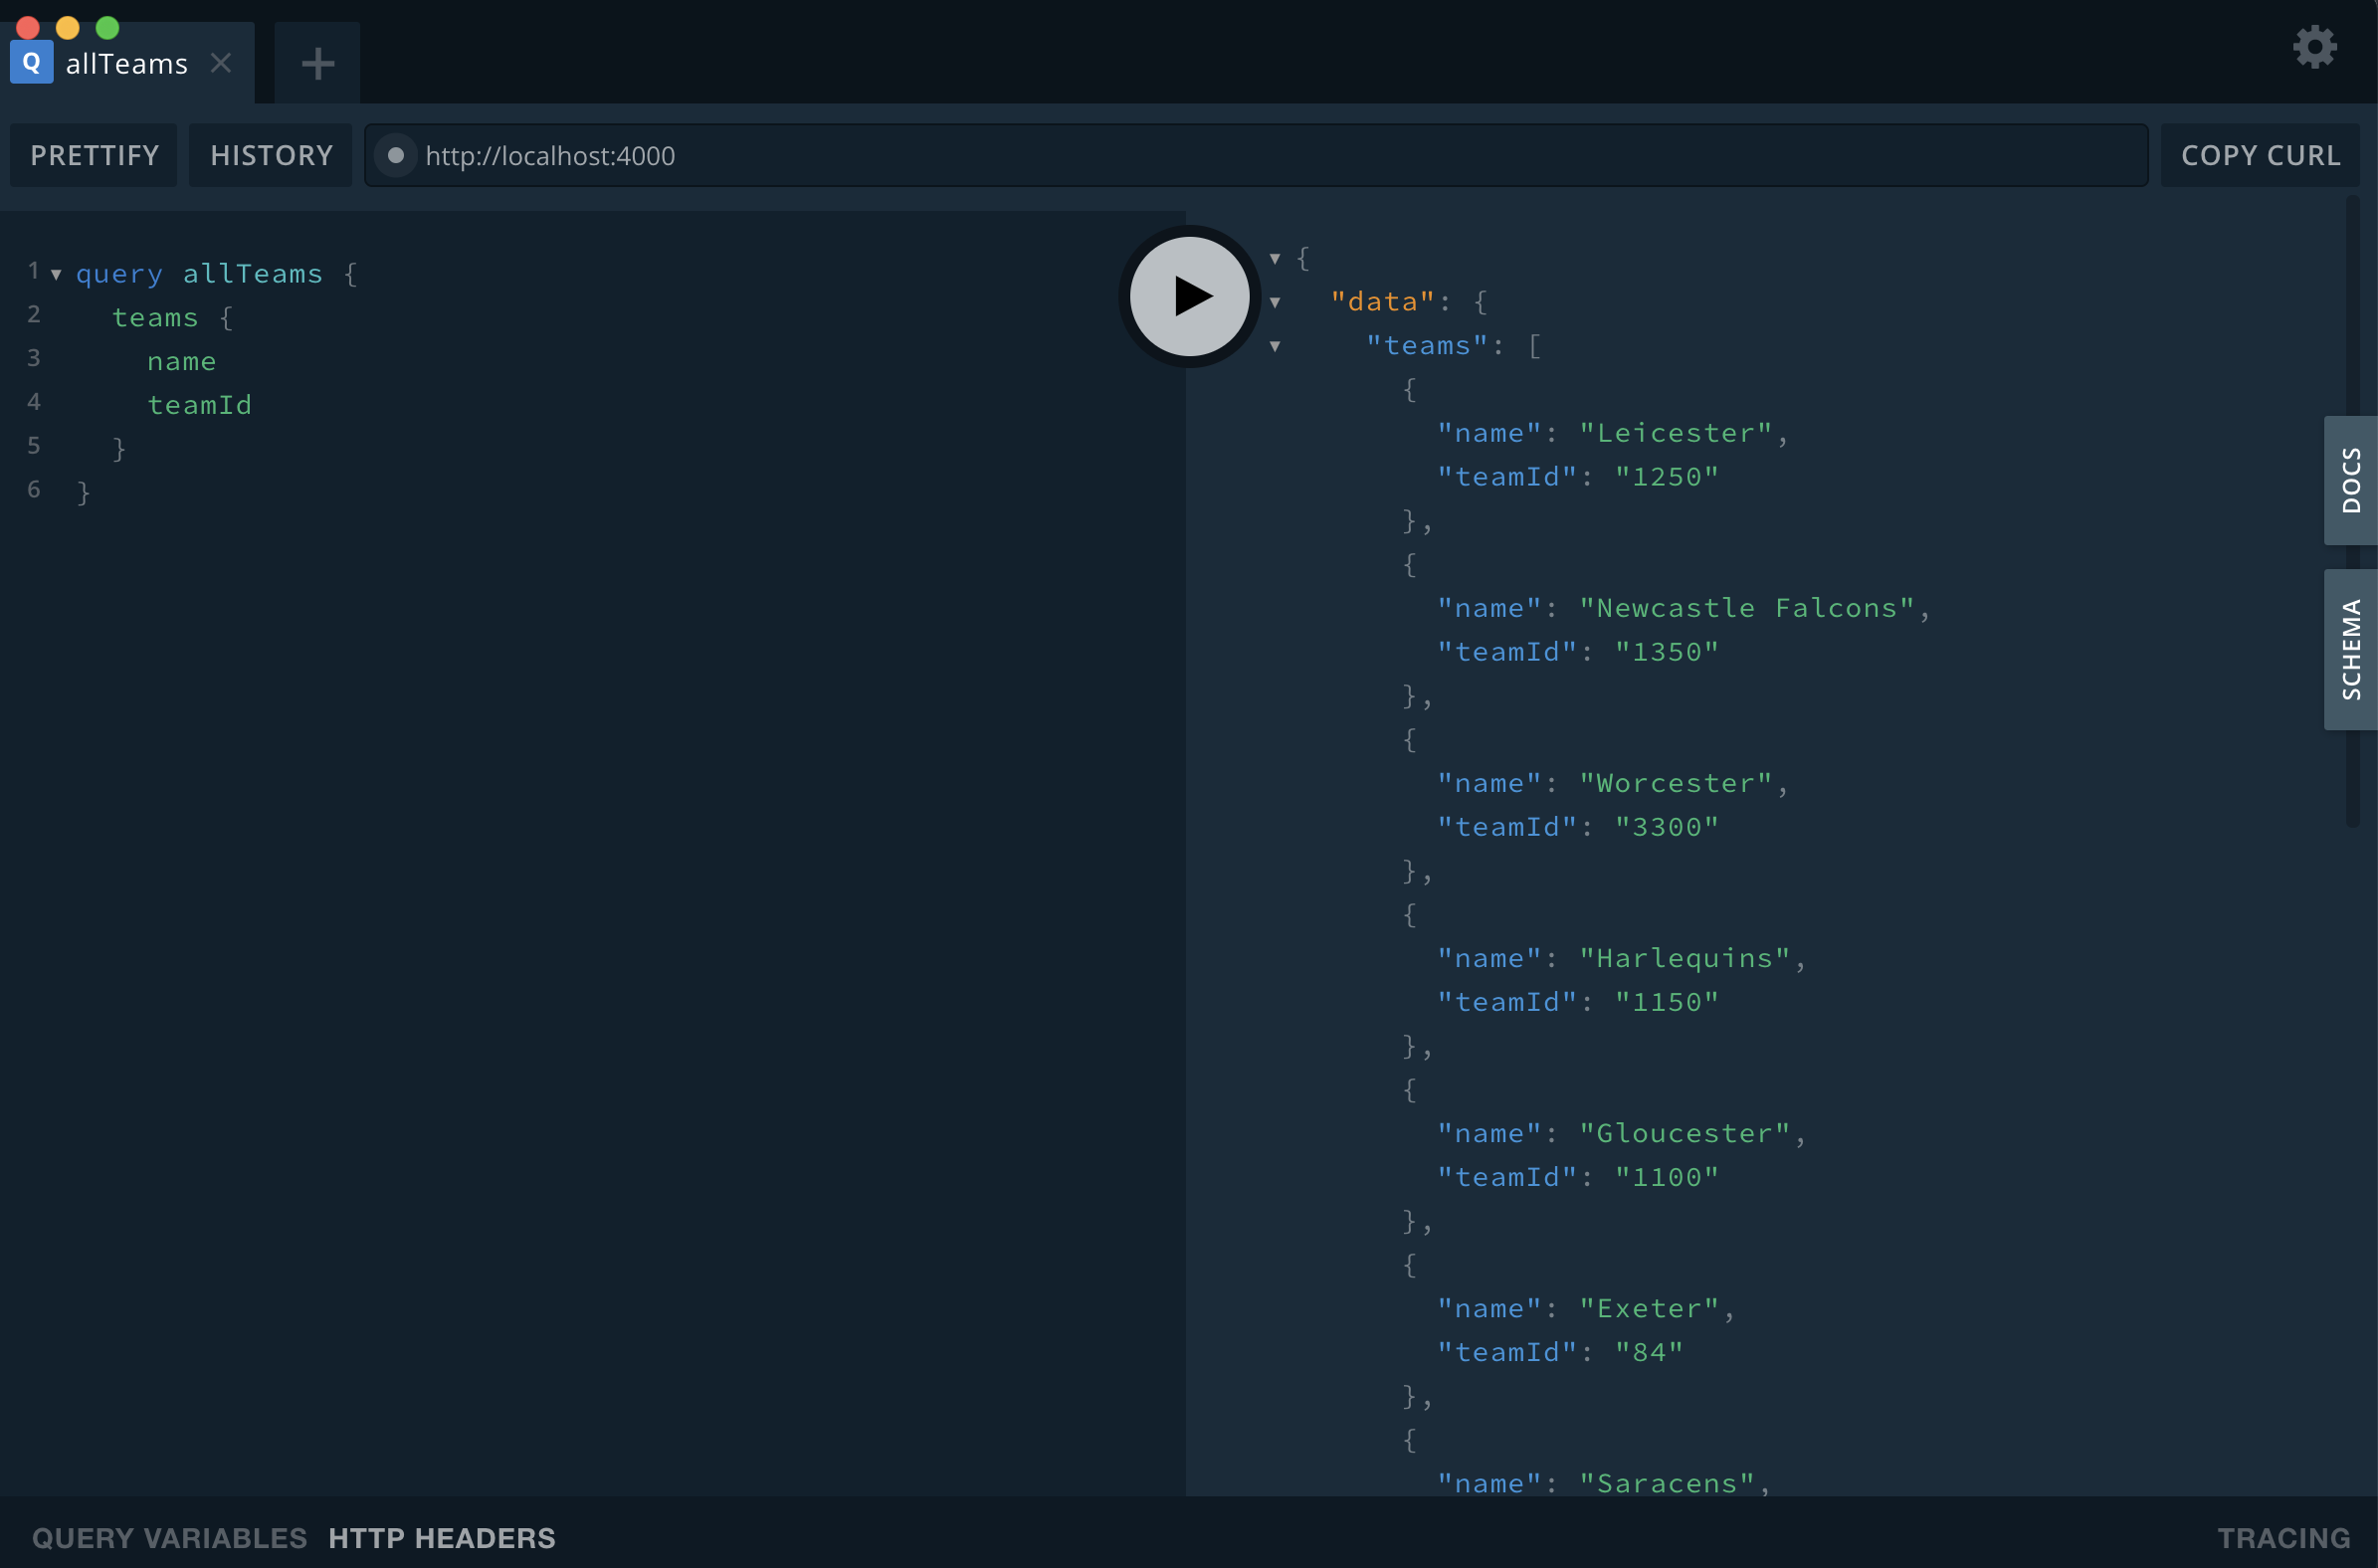 Q allTeams
PRETTIFY HISTORY http://localhost:4000 COPY CURL
1 query allTeams {
2 teams {
3 name
4 teamId
5 }
6 }
{
"data": {
"teams": [
{
"name": "Leicester",
"teamId": "1250"
},
{
"name": "Newcastle Falcons",
"teamId": "1350"
},
{
"name": "Worcester",
"teamId": "3300"
},
{
"name": "Harlequins",
"teamId": "1150"
},
{
"name": "Gloucester",
"teamId": "1100"
},
{
"name": "Exeter",
"teamId": "84"
},
{
"name": "Saracens",
DOCS
SCHEMA
QUERY VARIABLES HTTP HEADERS TRACING